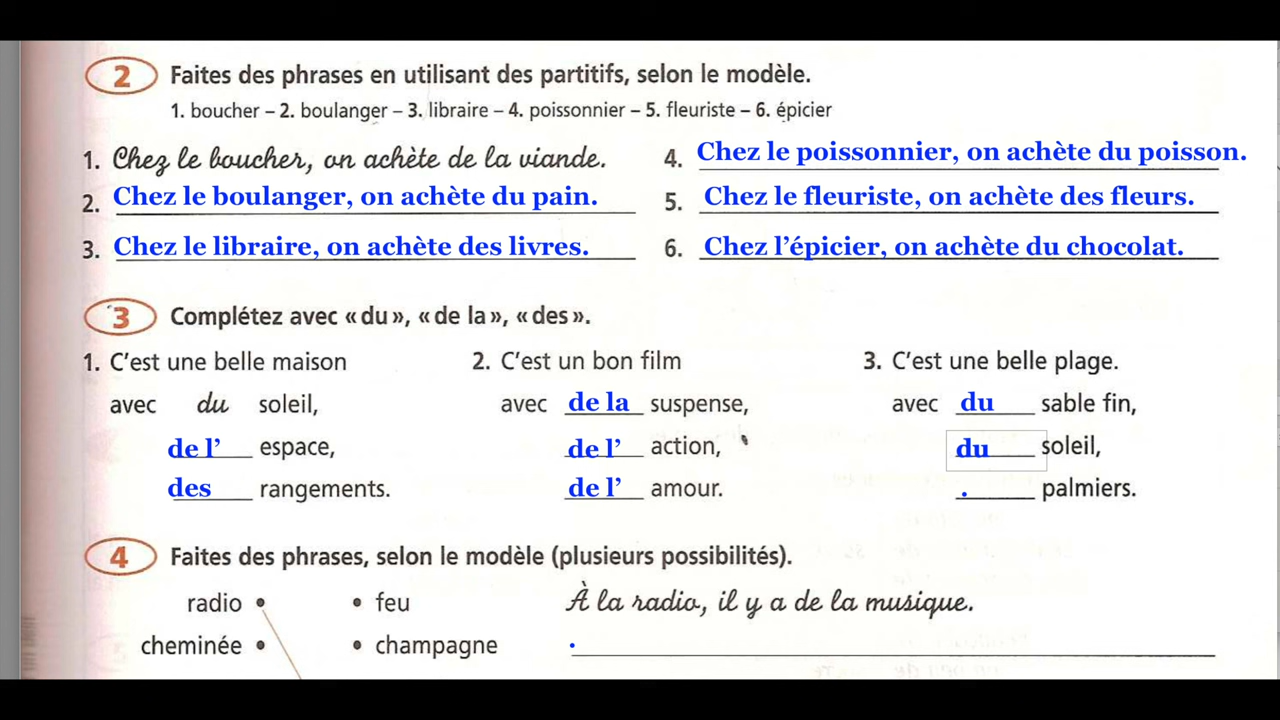 2 Faites des phrases en utilisant des partitifs, selon le modèle.
1. boucher – 2. boulanger – 3. libraire – 4. poissonnier – 5. fleuriste – 6. épicier
1. Chez le boucher, on achète de la viande.
2. Chez le boulanger, on achète du pain.
3. Chez le libraire, on achète des livres.
4. Chez le poissonnier, on achète du poisson.
5. Chez le fleuriste, on achète des fleurs.
6. Chez l’épicier, on achète du chocolat.
3 Complétez avec « du », « de la », « des ».
1. C’est une belle maison
avec du soleil,
de l’ espace,
des rangements.
2. C’est un bon film
avec de la suspense,
de l’ action,
de l’ amour.
3. C’est une belle plage.
avec du sable fin,
du soleil,
. palmiers.
4 Faites des phrases, selon le modèle (plusieurs possibilités).
radio • • feu À la radio, il y a de la musique.
cheminée • • champagne .